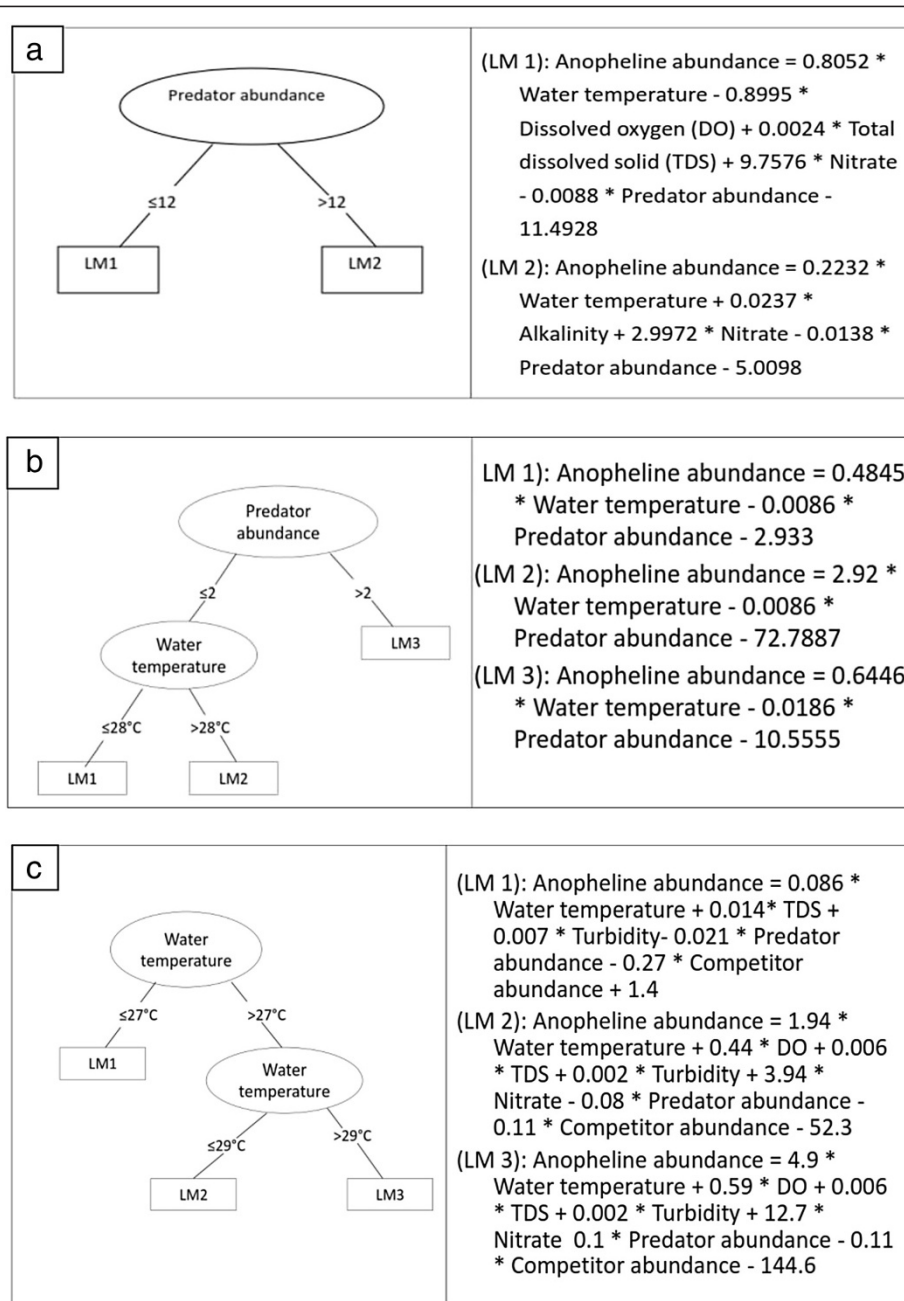 a
Predator abundance
≤12
>12
LM1
LM2
(LM 1): Anopheline abundance = 0.8052 *
Water temperature - 0.8995 *
Dissolved oxygen (DO) + 0.0024 * Total
dissolved solid (TDS) + 9.7576 * Nitrate
- 0.0088 * Predator abundance -
11.4928
(LM 2): Anopheline abundance = 0.2232 *
Water temperature + 0.0237 *
Alkalinity + 2.9972 * Nitrate - 0.0138 *
Predator abundance - 5.0098
b
Predator
abundance
≤2
>2
Water
temperature
LM3
≤28°C
>28°C
LM1
LM2
LM 1): Anopheline abundance = 0.4845
* Water temperature - 0.0086 *
Predator abundance - 2.933
(LM 2): Anopheline abundance = 2.92 *
Water temperature - 0.0086 *
Predator abundance - 72.7887
(LM 3): Anopheline abundance = 0.6446
* Water temperature - 0.0186 *
Predator abundance - 10.5555
c
Water
temperature
≤27°C
>27°C
LM1
Water
temperature
≤29°C
>29°C
LM2
LM3
(LM 1): Anopheline abundance = 0.086 *
Water temperature + 0.014* TDS +
0.007 * Turbidity- 0.021 * Predator
abundance - 0.27 * Competitor
abundance + 1.4
(LM 2): Anopheline abundance = 1.94 *
Water temperature + 0.44 * DO + 0.006
* TDS + 0.002 * Turbidity + 3.94 *
Nitrate - 0.08 * Predator abundance -
0.11 * Competitor abundance - 52.3
(LM 3): Anopheline abundance = 4.9 *
Water temperature + 0.59 * DO + 0.006
* TDS + 0.002 * Turbidity + 12.7 *
Nitrate  0.1 * Predator abundance - 0.11
* Competitor abundance - 144.6